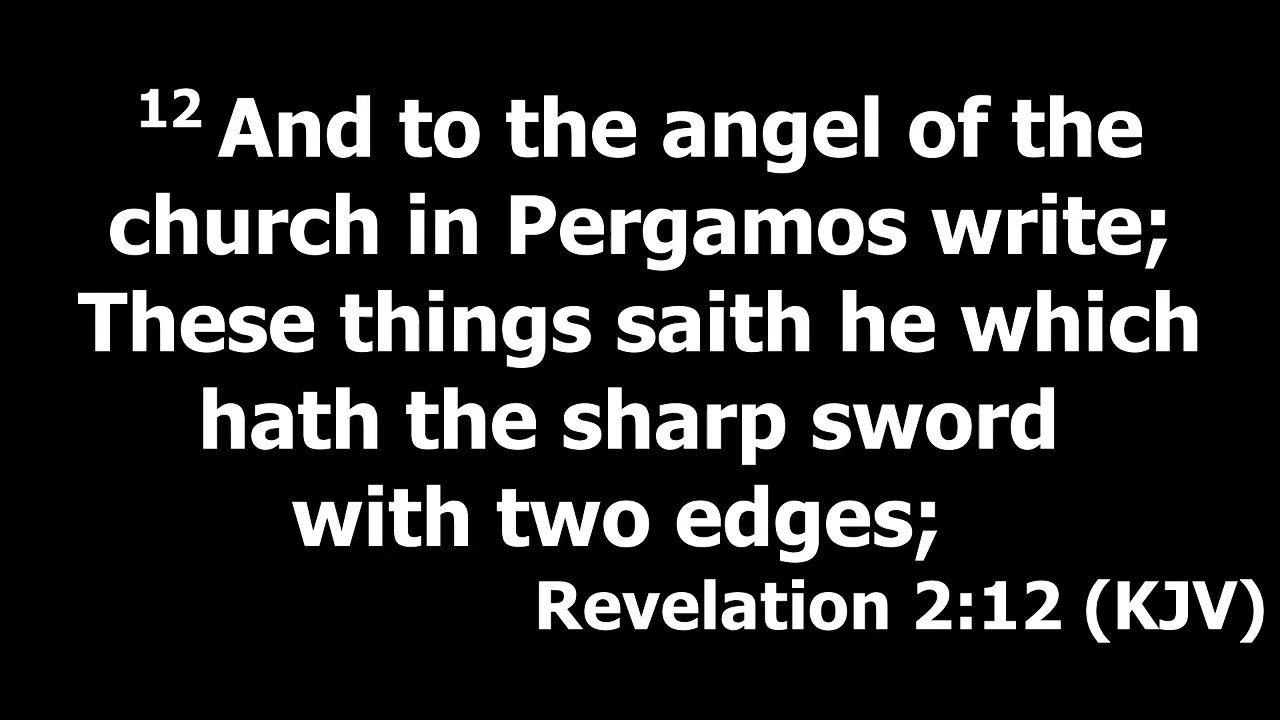 12 And to the angel of the
church in Pergamos write;
These things saith he which
hath the sharp sword
with two edges;
Revelation 2:12 (KJV)